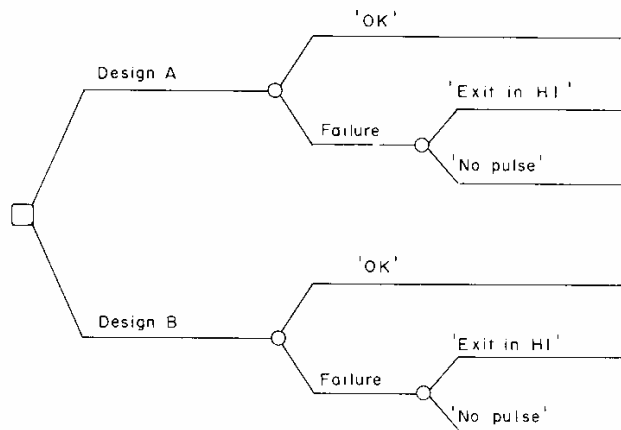 'OK'
Design A
'Exit in HI'
Failure
'No pulse'
'OK'
Design B
'Exit in HI'
Failure
'No pulse'